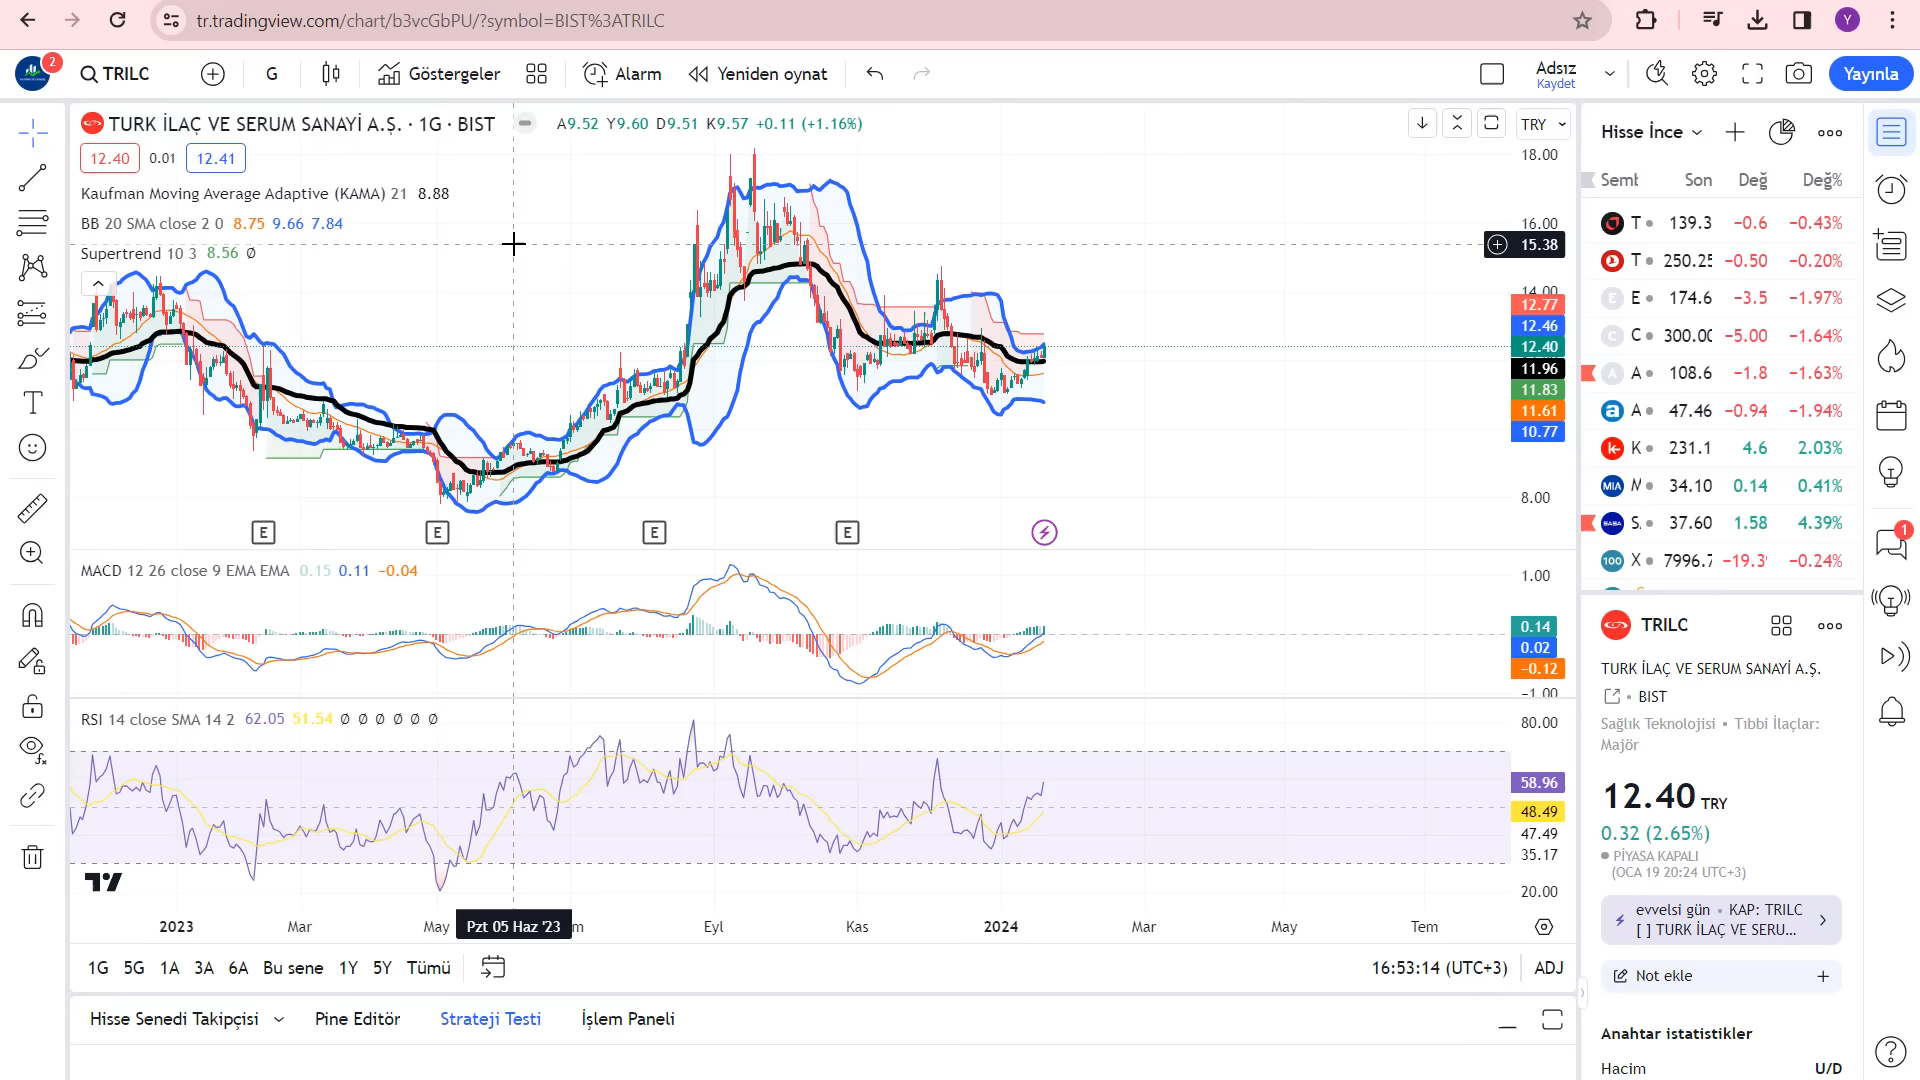 tr.tradingview.com/chart/b3vcGbPU/?symbol=BIST%3ATRILC
Y
2
TRILC
G
Göstergeler
Alarm
Yeniden oynat
Adsız
Kaydet
Yayınla
TURK İLAÇ VE SERUM SANAYİ A.Ş. · 1G · BIST
A9.52 Y9.60 D9.51 K9.57 +0.11 (+1.16%)
TRY
12.40 0.01 12.41
Kaufman Moving Average Adaptive (KAMA) 21 8.88
BB 20 SMA close 2 0 8.75 9.66 7.84
Supertrend 10 3 8.56 Ø
18.00
16.00
15.38
14.00
12.77
12.46
12.40
11.96
11.83
11.61
10.77
8.00
E E E E
MACD 12 26 close 9 EMA EMA 0.15 0.11 −0.04
1.00
0.14
0.02
−0.12
−1.00
RSI 14 close SMA 14 2 62.05 51.54 Ø Ø Ø Ø Ø Ø
80.00
58.96
48.49
47.49
35.17
20.00
2023 Mar May Pzt 05 Haz '23 Eyl Kas 2024 Mar May Tem
1G 5G 1A 3A 6A Bu sene 1Y 5Y Tümü
16:53:14 (UTC+3) ADJ
Hisse Senedi Takipçisi Pine Editör Strateji Testi İşlem Paneli
Hisse İnce
Son Değ Değ%
T 139.3 −0.6 −0.43%
T 250.25 −0.50 −0.20%
E E 174.6 −3.5 −1.97%
C C 300.00 −5.00 −1.64%
A A 108.6 −1.8 −1.63%
a A 47.46 −0.94 −1.94%
K 231.1 4.6 2.03%
MIA 34.10 0.14 0.41%
BABA S. 37.60 1.58 4.39%
100 X 7996.7 −19.3 −0.24%
1
TRILC
TURK İLAÇ VE SERUM SANAYİ A.Ş.
BIST
Sağlık Teknolojisi • Tıbbi İlaçlar:
Majör
12.40 TRY
0.32 (2.65%)
PİYASA KAPALI
(OCA 19 20:24 UTC+3)
evvelsi gün • KAP: TRILC
[ ] TURK İLAÇ VE SERU...
Not ekle
Anahtar istatistikler
Hacim U/D